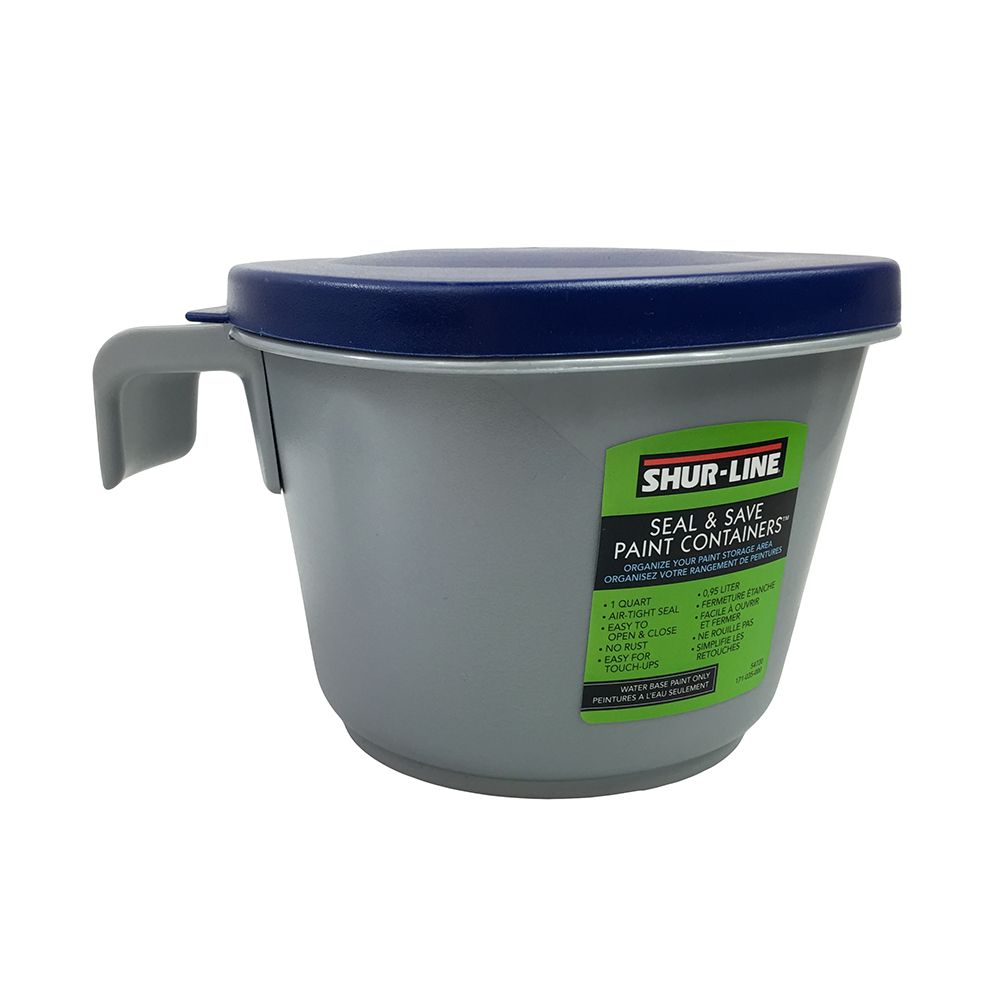 SHUR-LINE
SEAL & SAVE
PAINT CONTAINERS™
ORGANIZE YOUR PAINT STORAGE AREA
ORGANISEZ VOTRE RANGEMENT DE PEINTURES
• 1 QUART
• AIR-TIGHT SEAL
• EASY TO
OPEN & CLOSE
• NO RUST
• EASY FOR
TOUCH-UPS
• 0,95 LITER
• FERMETURE ÉTANCHE
• FACILE À OUVRIR
ET FERMER
• NE ROUILLE PAS
• SIMPLIFIE LES
RETOUCHES
WATER BASE PAINT ONLY
PEINTURES A L'EAU SEULEMENT